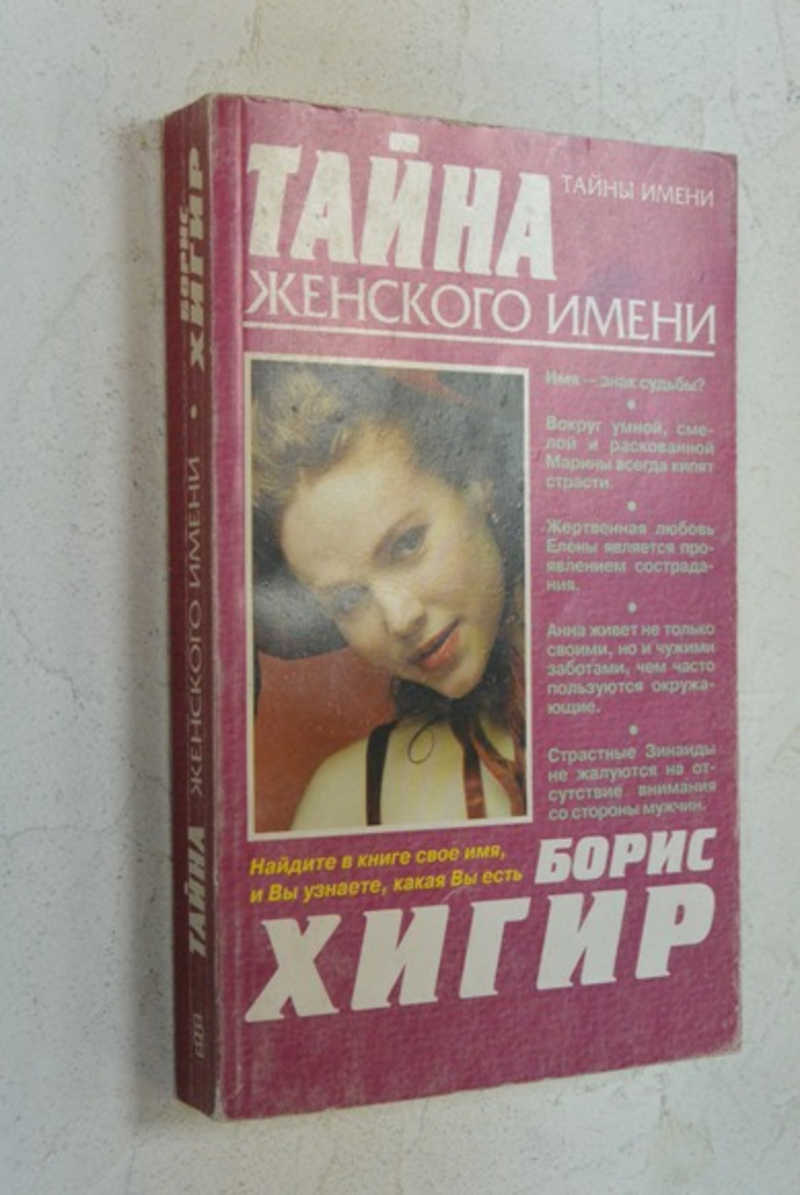 ТАЙНА
ТАЙНЫ ИМЕНИ
ЖЕНСКОГО ИМЕНИ
Имя — знак судьбы?
•
Вокруг умной, сме-
лой и раскованной
Марины всегда кипят
страсти.
•
Жертвенная любовь
Елены является про-
явлением сострада-
ния.
•
Анна живет не только
своими, но и чужими
заботами, чем часто
пользуются окружа-
ющие.
•
Страстные Зинаиды
не жалуются на от-
сутствие внимания
со стороны мужчин.
Найдите в книге свое имя,
и Вы узнаете, какая Вы есть
БОРИС
ХИГИР
ТАЙНА ЖЕНСКОГО ИМЕНИ • БОРИС ХИГИР